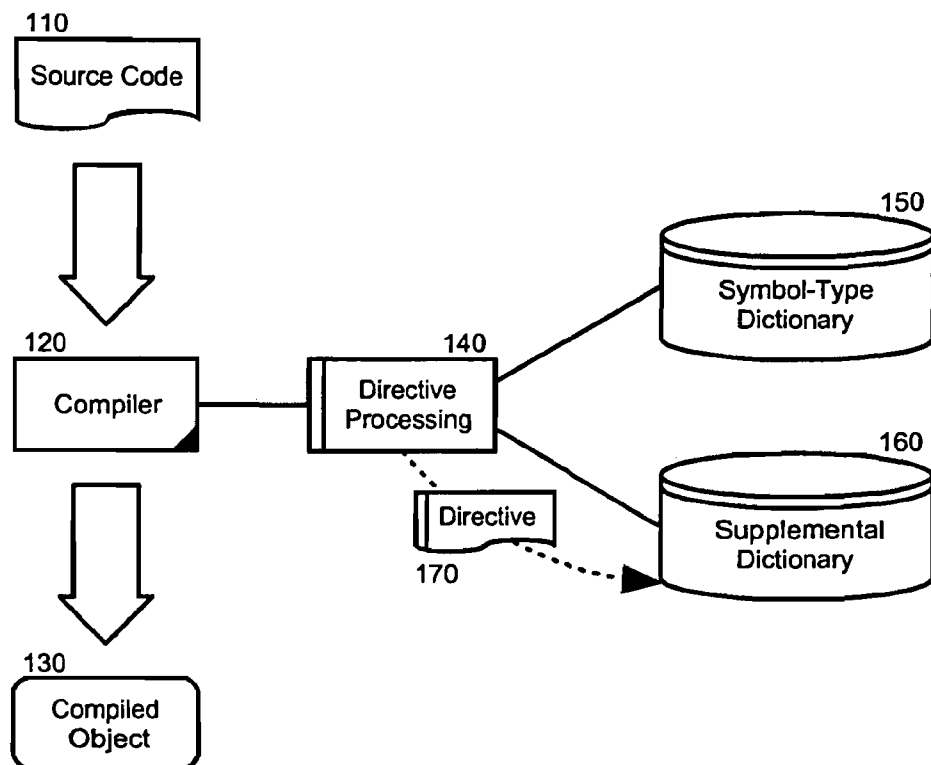 110
Source Code
150
Symbol-Type
Dictionary
120
Compiler
140
Directive
Processing
160
Supplemental
Dictionary
Directive
170
130
Compiled
Object